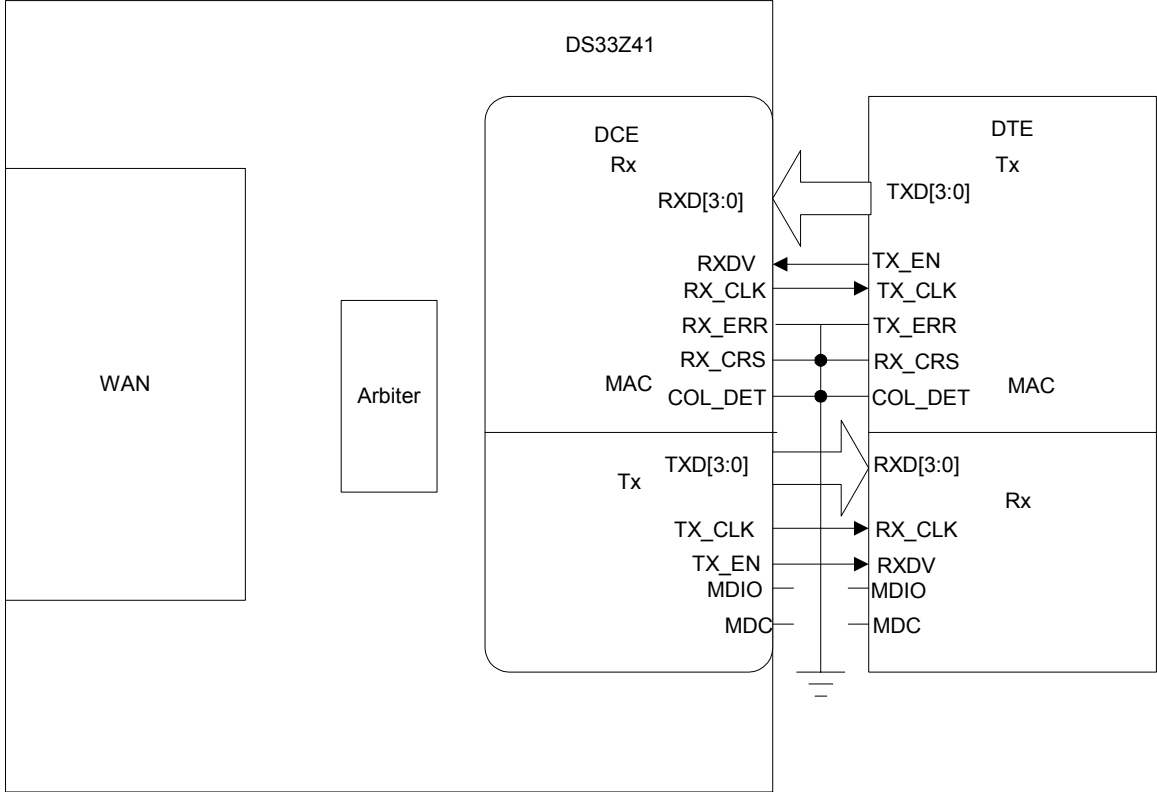 DS33Z41
DCE
Rx
RXD[3:0]
RXDV
RX_CLK
RX_ERR
RX_CRS
MAC
COL_DET
TXD[3:0]
Tx
TX_CLK
TX_EN
MDIO
MDC
WAN
Arbiter
DTE
Tx
TXD[3:0]
TX_EN
TX_CLK
TX_ERR
RX_CRS
MAC
COL_DET
RXD[3:0]
Rx
RX_CLK
RXDV
MDIO
MDC